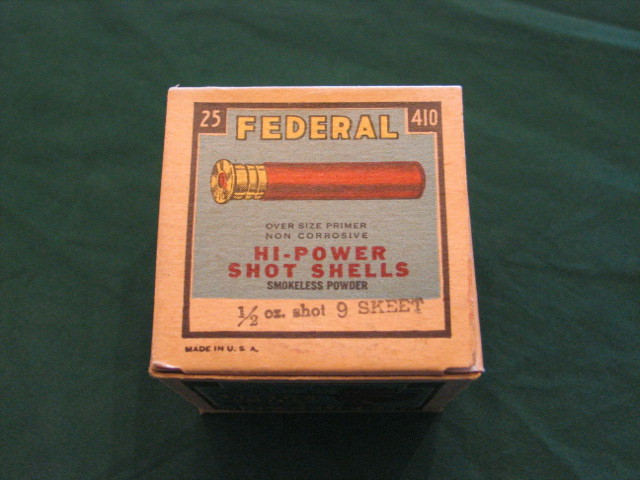 25 FEDERAL 410
OVER SIZE PRIMER
NON CORROSIVE
HI-POWER
SHOT SHELLS
SMOKELESS POWDER
1/2 oz. shot 9 SKEET
MADE IN U. S. A.